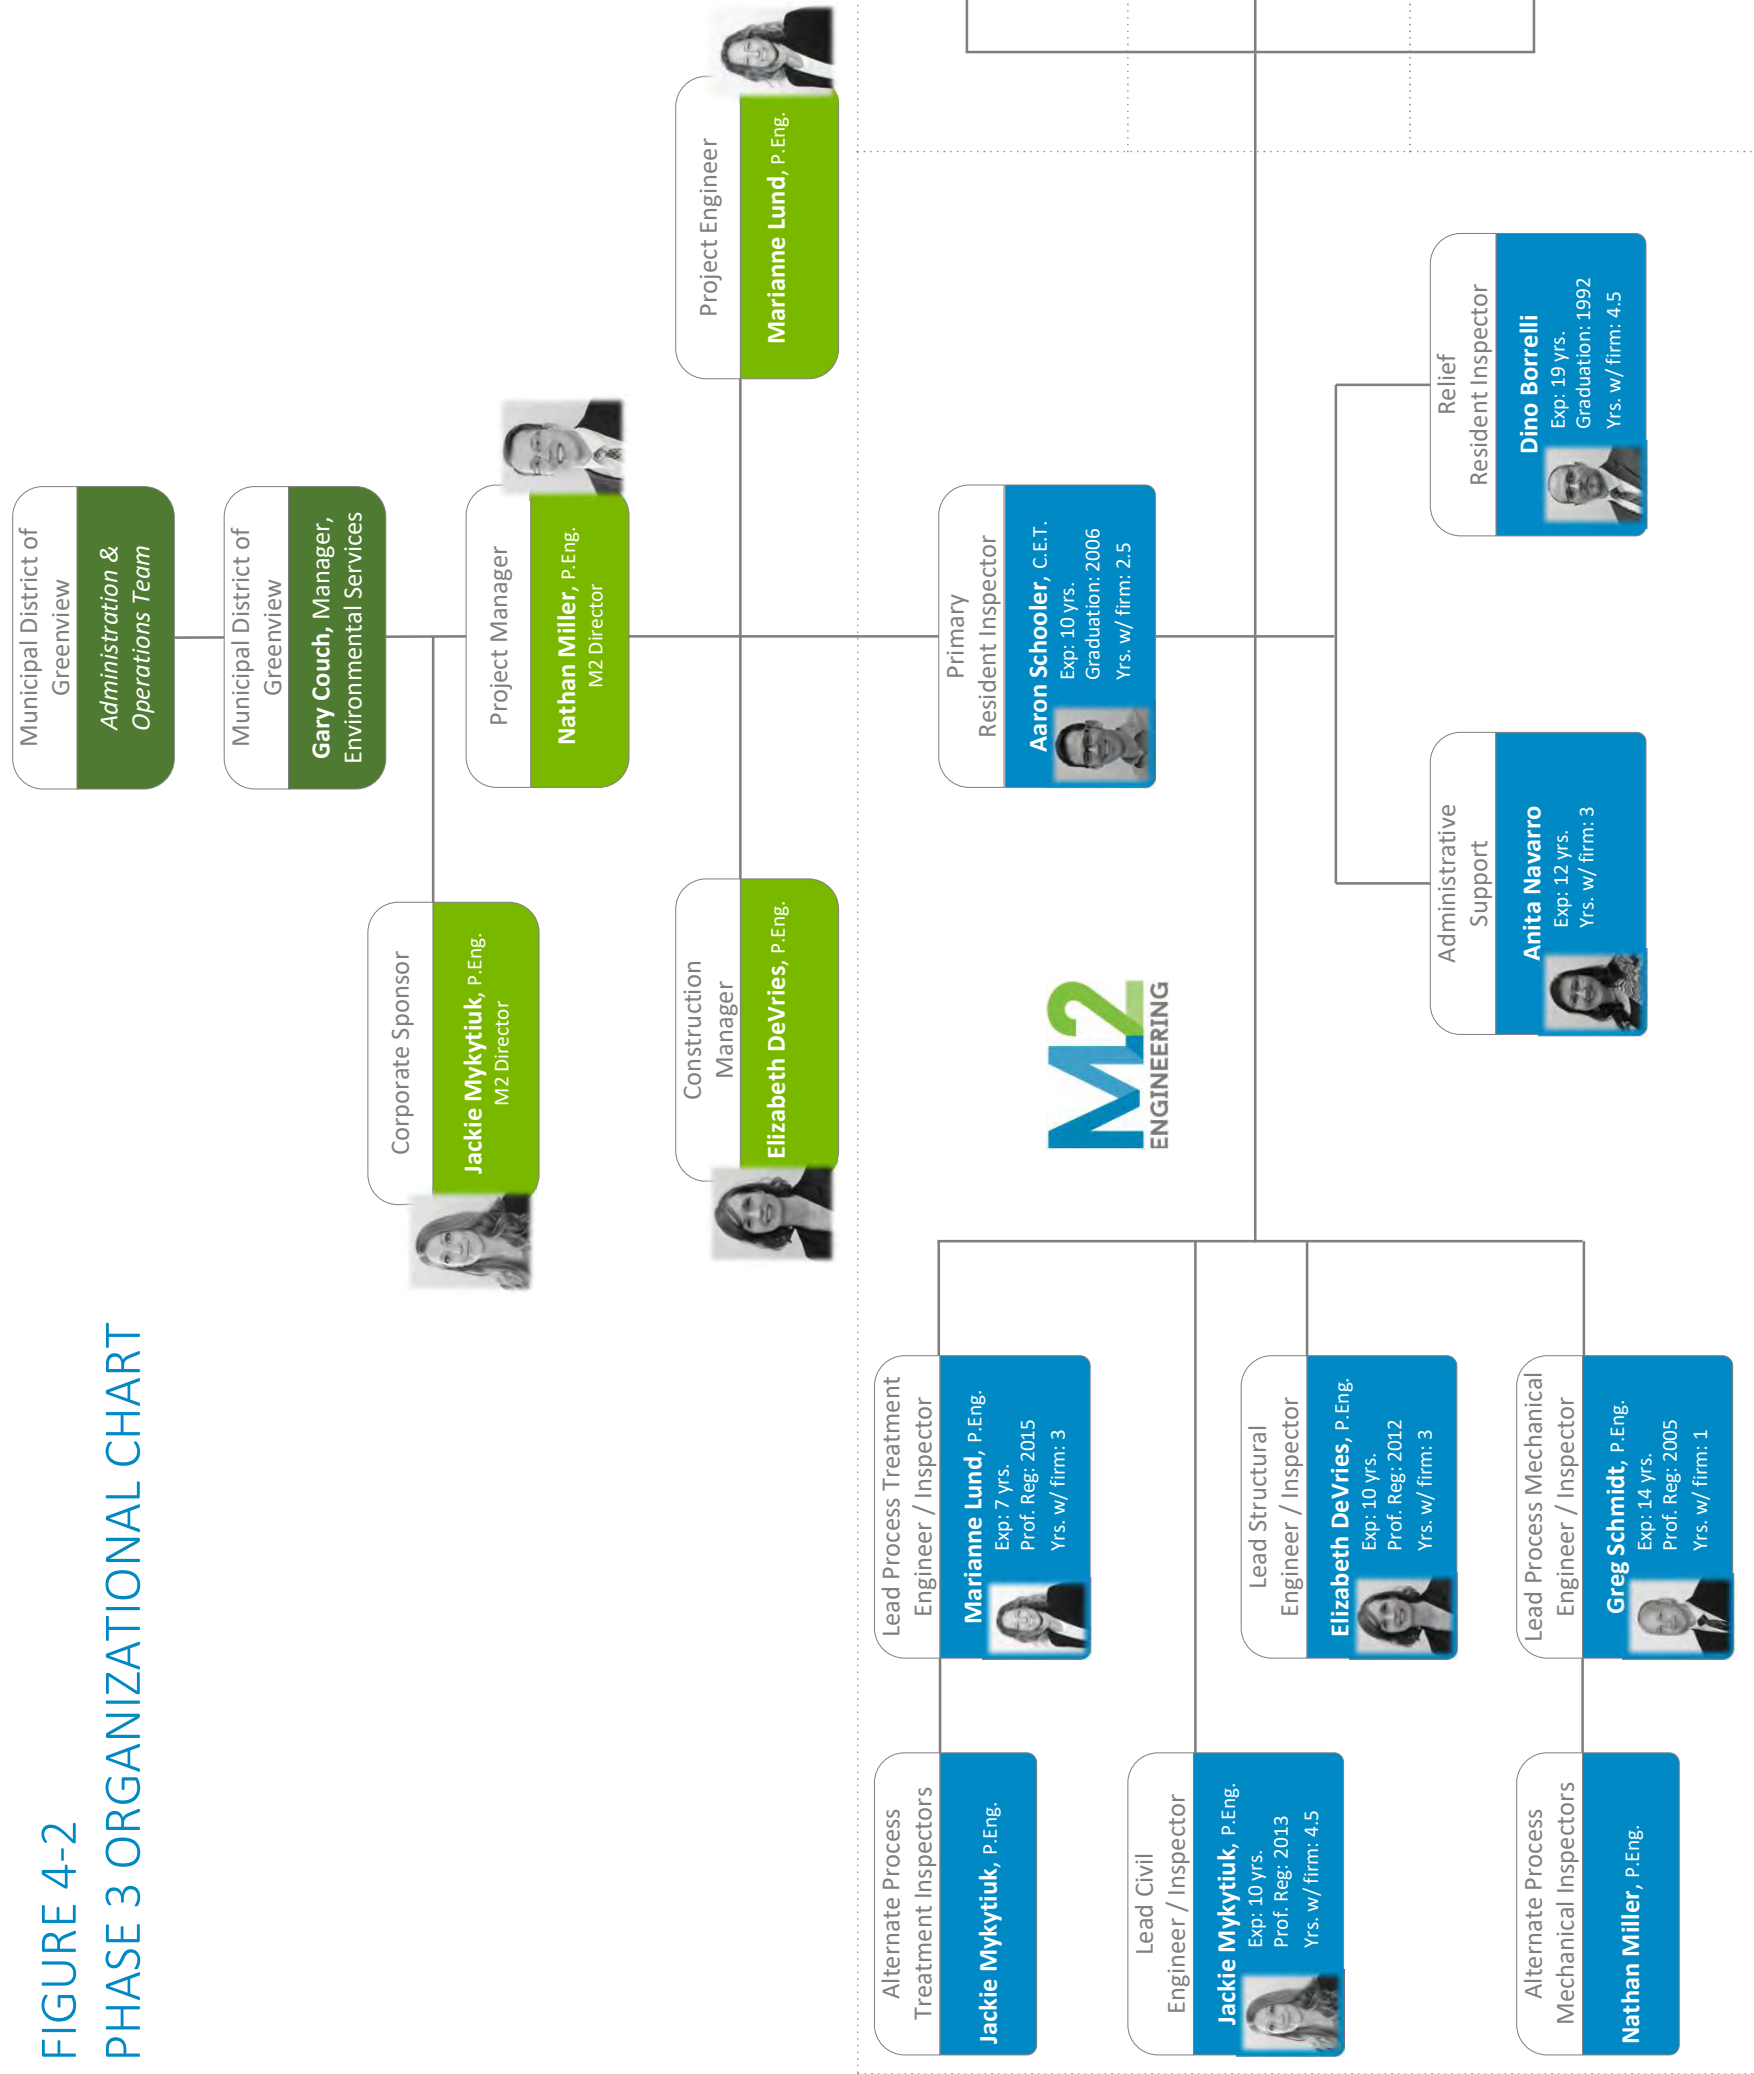 FIGURE 4-2
PHASE 3 ORGANIZATIONAL CHART
Municipal District of
Greenview
Administration &
Operations Team
Municipal District of
Greenview
Gary Couch, Manager,
Environmental Services
Corporate Sponsor
Jackie Mykytiuk, P.Eng.
M2 Director
Project Manager
Nathan Miller, P.Eng.
M2 Director
Construction
Manager
Elizabeth DeVries, P.Eng.
Project Engineer
Marianne Lund, P.Eng.
Alternate Process
Treatment Inspectors
Jackie Mykytiuk, P.Eng.
Lead Process Treatment
Engineer / Inspector
Marianne Lund, P.Eng.
Exp: 7 yrs.
Prof. Reg: 2015
Yrs. w/ firm: 3
M2
ENGINEERING
Primary
Resident Inspector
Aaron Schooler, C.E.T.
Exp: 10 yrs.
Graduation: 2006
Yrs. w/ firm: 2.5
Lead Civil
Engineer / Inspector
Jackie Mykytiuk, P.Eng.
Exp: 10 yrs.
Prof. Reg: 2013
Yrs. w/ firm: 4.5
Lead Structural
Engineer / Inspector
Elizabeth DeVries, P.Eng.
Exp: 10 yrs.
Prof. Reg: 2012
Yrs. w/ firm: 3
Administrative
Support
Anita Navarro
Exp: 12 yrs.
Yrs. w/ firm: 3
Relief
Resident Inspector
Dino Borrelli
Exp: 19 yrs.
Graduation: 1992
Yrs. w/ firm: 4.5
Alternate Process
Mechanical Inspectors
Nathan Miller, P.Eng.
Lead Process Mechanical
Engineer / Inspector
Greg Schmidt, P.Eng.
Exp: 14 yrs.
Prof. Reg: 2005
Yrs. w/ firm: 1